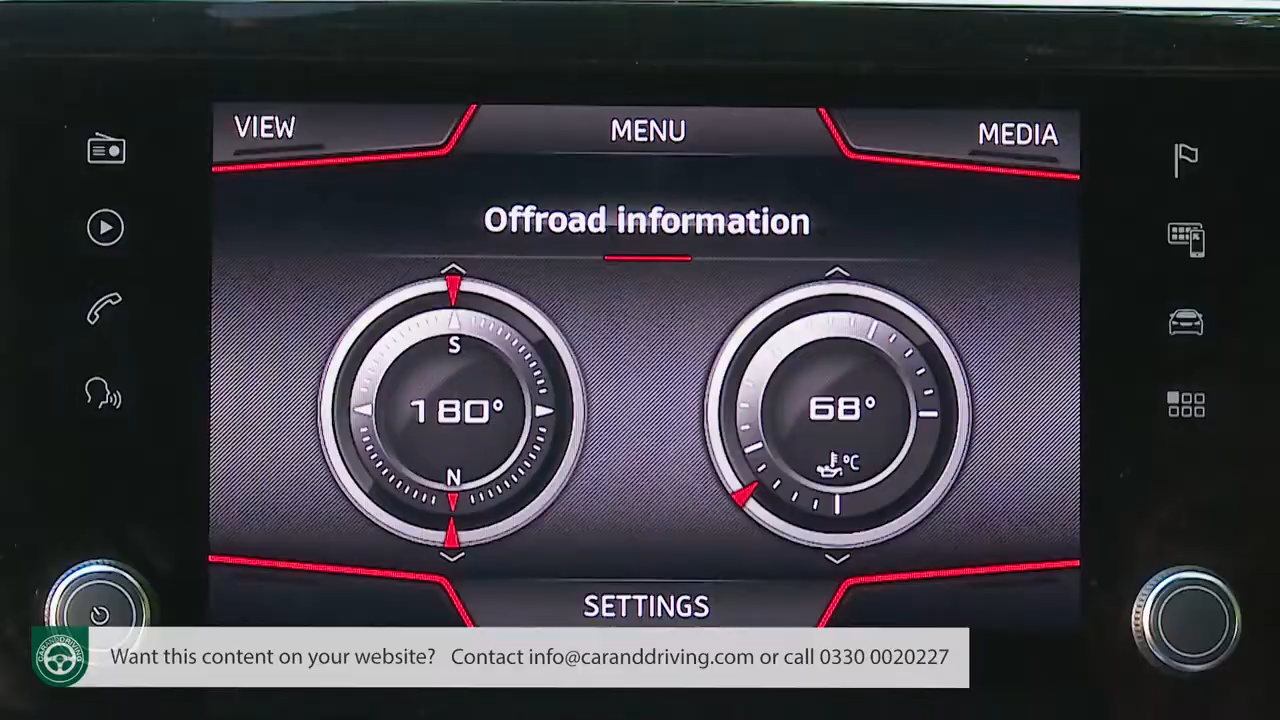 VIEW
MENU
MEDIA
Offroad information
S
180°
N
68°
°C
SETTINGS
CARANDDRIVING
Want this content on your website? Contact info@caranddriving.com or call 0330 0020227